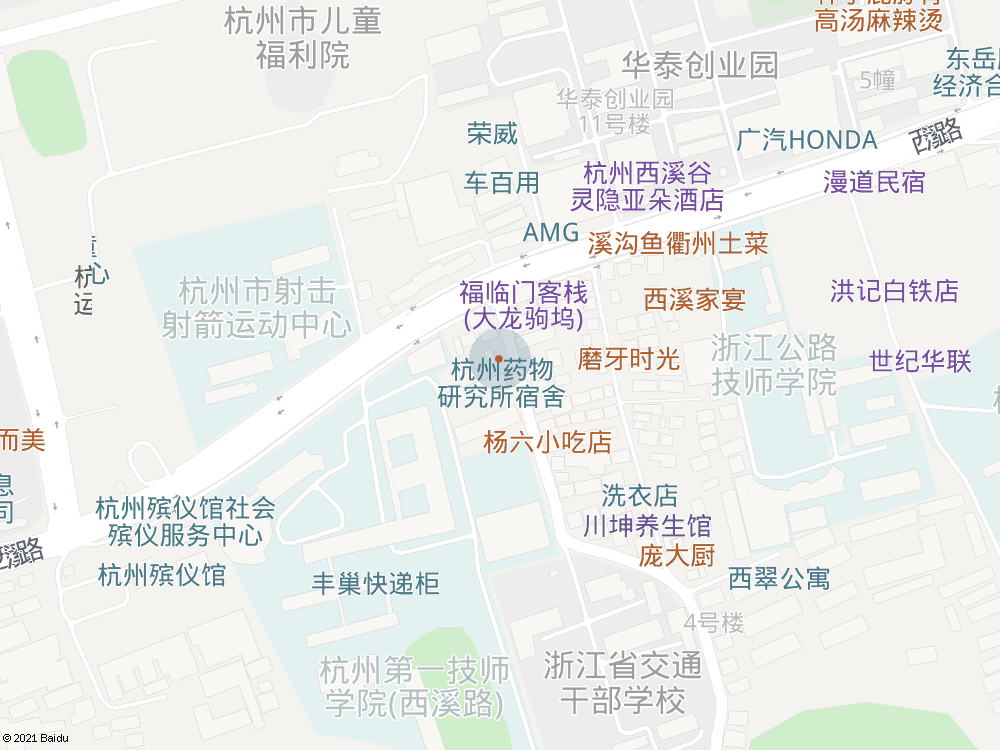 杭州市儿童
福利院
高汤麻辣烫
华泰创业园
东岳
经济合
5幢
华泰创业园
11号楼
荣威
广汽HONDA
西溪路
杭州西溪谷
灵隐亚朵酒店
车百用
漫道民宿
AMG
溪沟鱼衢州土菜
心
杭
运
杭州市射击
射箭运动中心
福临门客栈
(大龙驹坞)
西溪家宴
洪记白铁店
杭州药物
研究所宿舍
磨牙时光
浙江公路
技师学院
世纪华联
而美
杨六小吃店
息
司
杭州殡仪馆社会
殡仪服务中心
洗衣店
川坤养生馆
西溪路
庞大厨
杭州殡仪馆
丰巢快递柜
西翠公寓
4号楼
杭州第一技师
学院(西溪路)
浙江省交通
干部学校
© 2021 Baidu